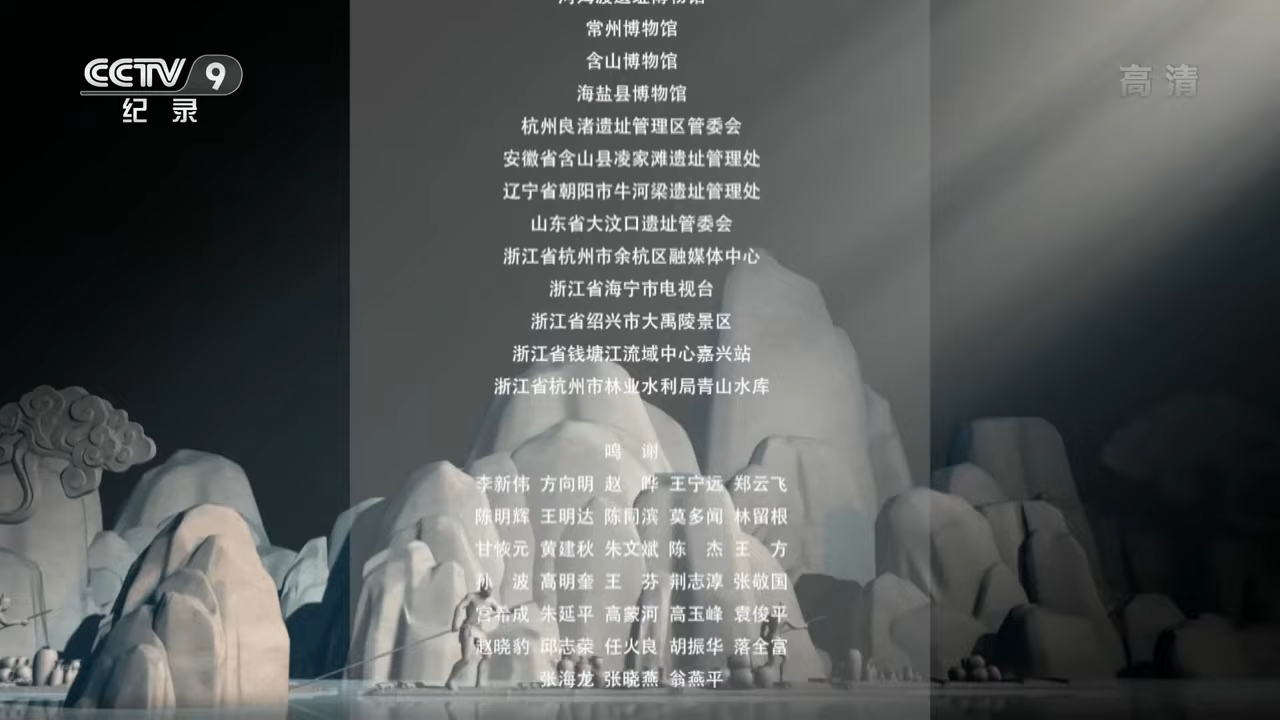 常州博物馆
含山博物馆
海盐县博物馆
杭州良渚遗址管理区管委会
安徽省含山县凌家滩遗址管理处
辽宁省朝阳市牛河梁遗址管理处
山东省大汶口遗址管委会
浙江省杭州市余杭区融媒体中心
浙江省海宁市电视台
浙江省绍兴市大禹陵景区
浙江省钱塘江流域中心嘉兴站
浙江省杭州市林业水利局青山水库
鸣 谢
李新伟 方向明 赵 晔 王宁远 郑云飞
陈明辉 王明达 陈同滨 莫多闻 林留根
甘恢元 黄建秋 朱文斌 陈 杰 王 方
孙 波 高明奎 王 芬 荆志淳 张敬国
宫希成 朱延平 高蒙河 高玉峰 袁俊平
赵晓豹 邱志荣 任火良 胡振华 落全富
张海龙 张晓燕 翁燕平
CCTV 9
纪 录
高 清